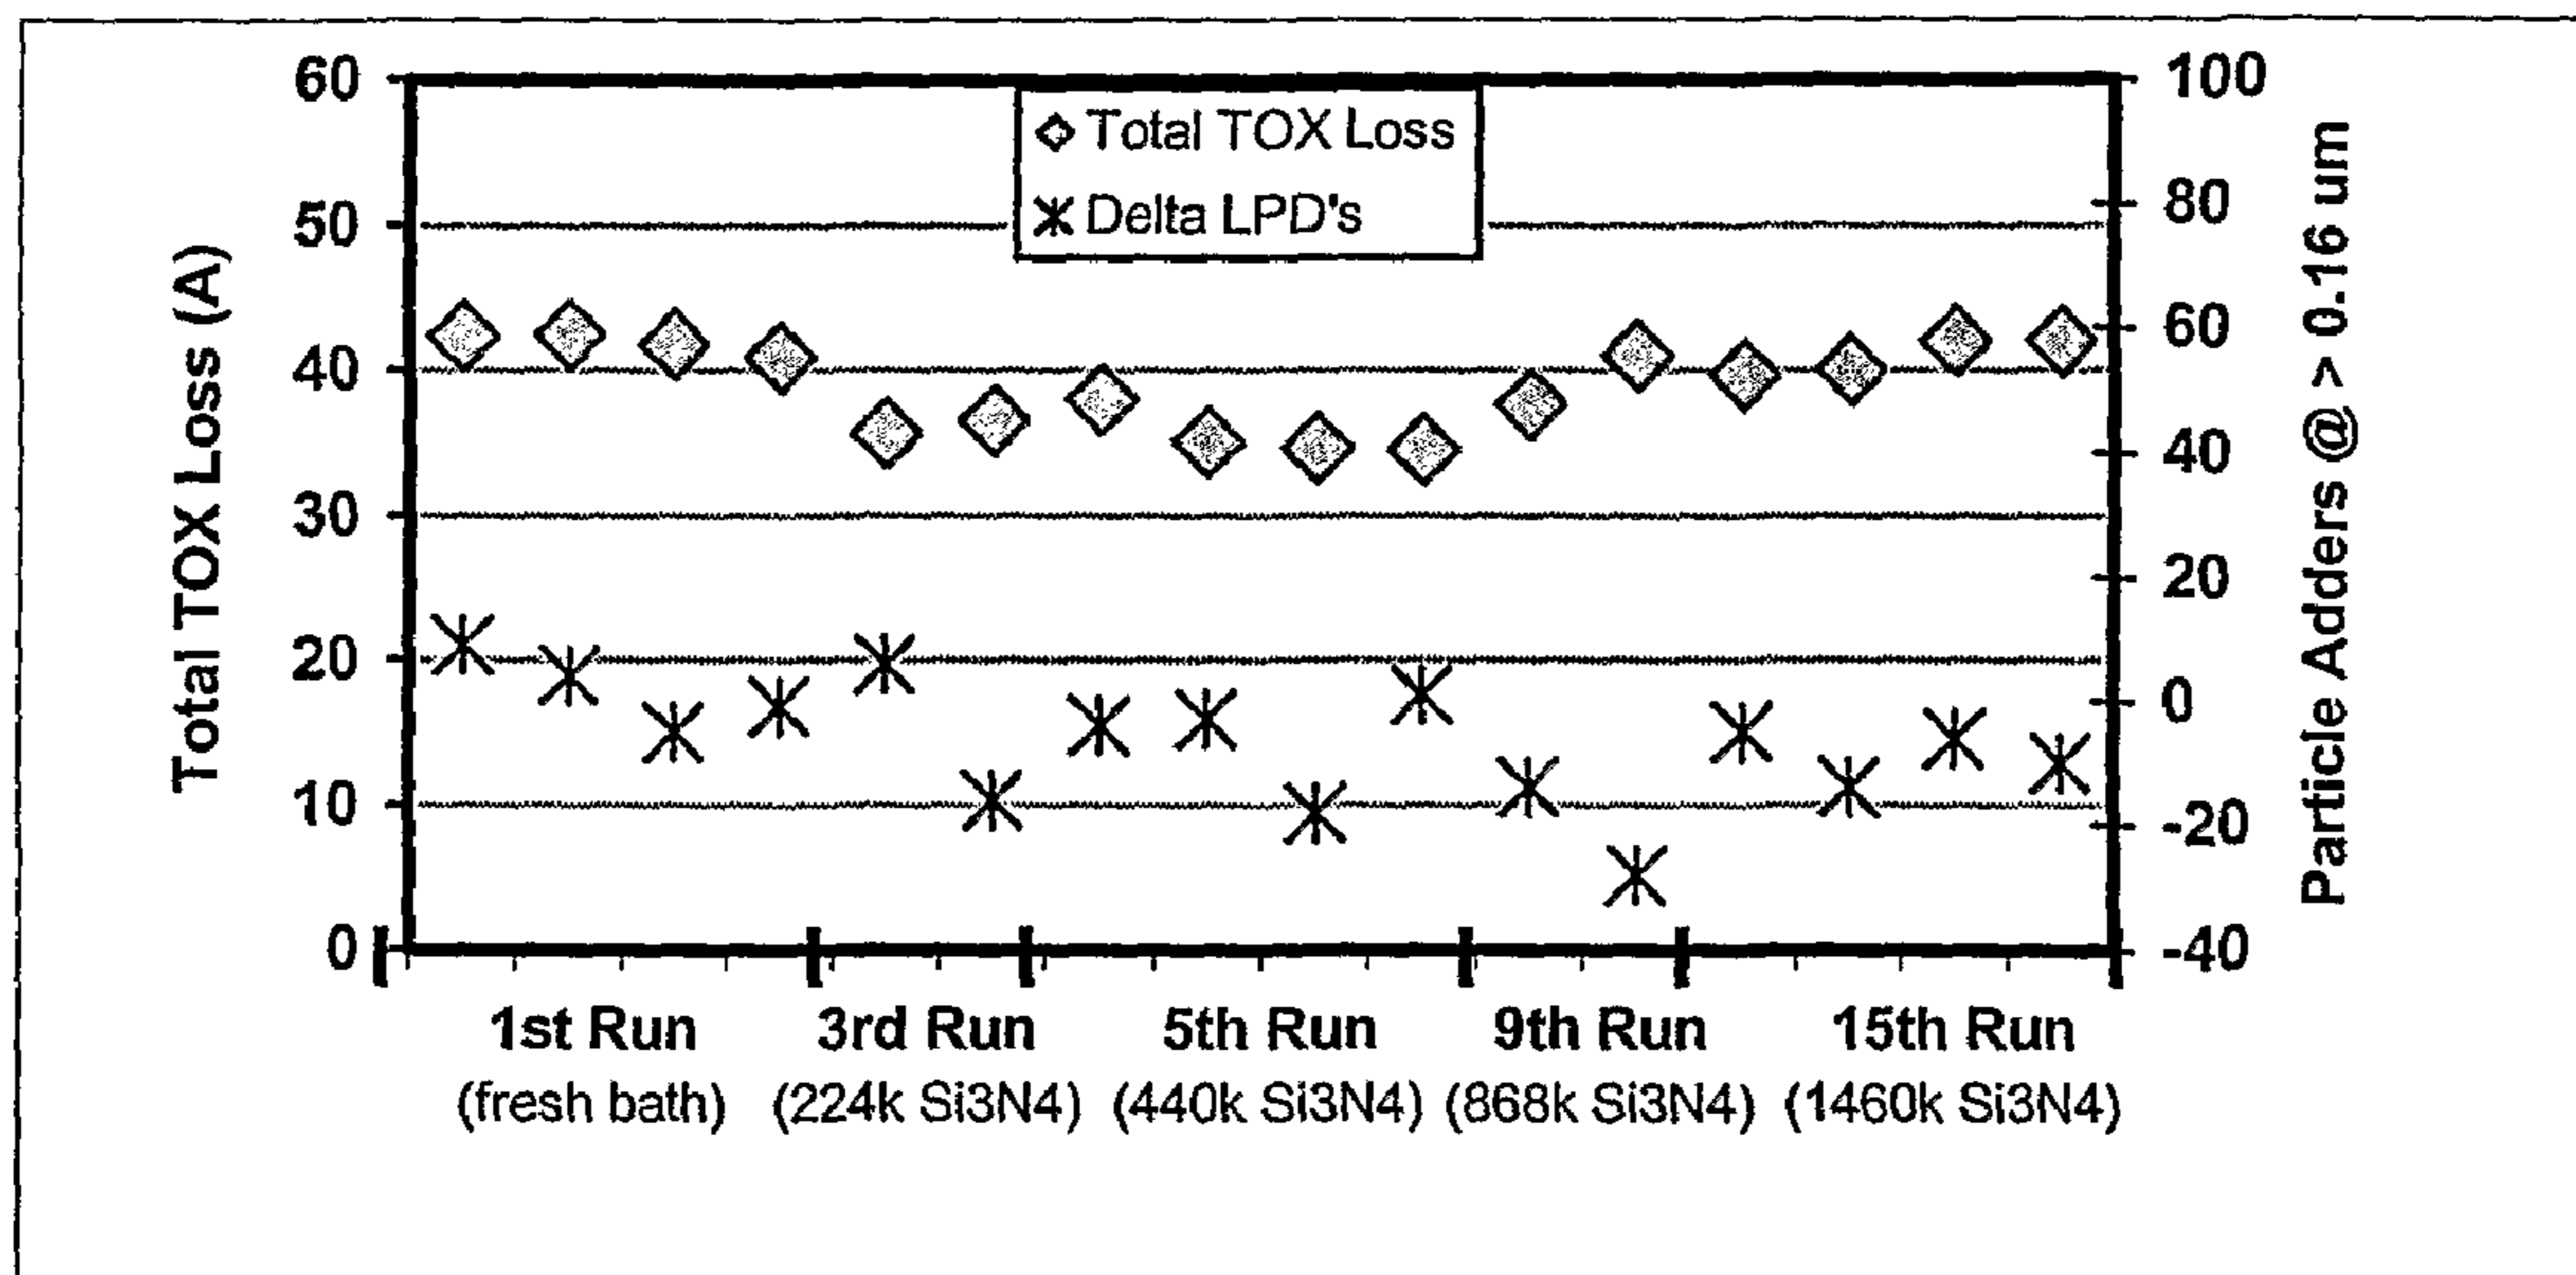 Total TOX Loss
Delta LPD's
Total TOX Loss (A)
60
50
40
30
20
10
0
100
80
60
40
20
0
-20
-40
Particle Adders @ > 0.16 um
1st Run
(fresh bath)
3rd Run
(224k Si3N4)
5th Run
(440k Si3N4)
9th Run
(868k Si3N4)
15th Run
(1460k Si3N4)